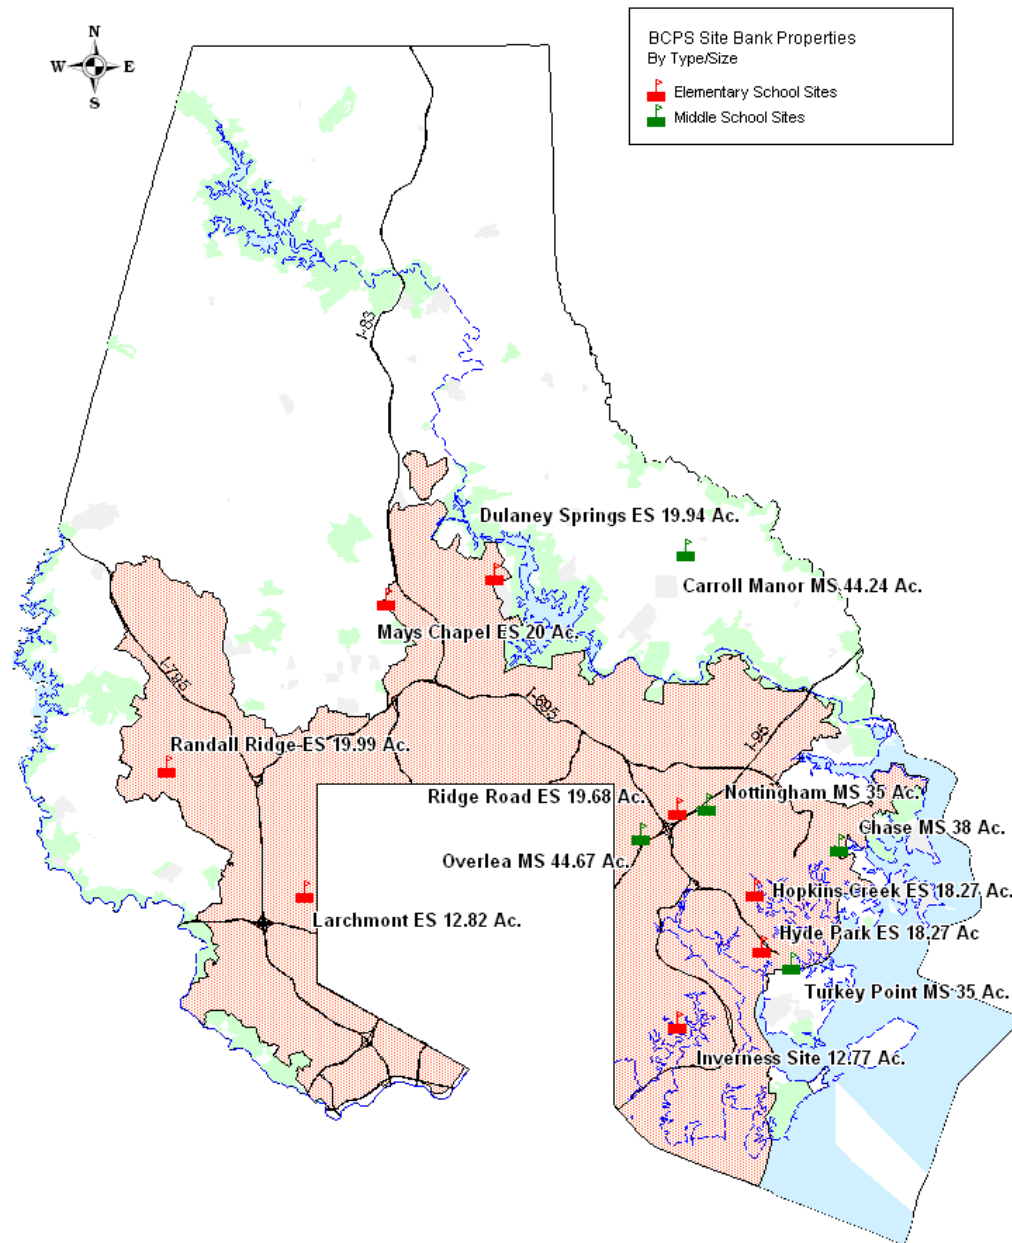 N
W E
S
BCPS Site Bank Properties
By Type/Size
Elementary School Sites
Middle School Sites
I-83
Dulaney Springs ES 19.94 Ac.
Carroll Manor MS 44.24 Ac.
Mays Chapel ES 20 Ac.
I-795
I-695
I-95
Randall Ridge ES 19.99 Ac.
Ridge Road ES 19.68 Ac.
Nottingham MS 35 Ac.
Chase MS 38 Ac.
Overlea MS 44.67 Ac.
Hopkins Creek ES 18.27 Ac.
Larchmont ES 12.82 Ac.
Hyde Park ES 18.27 Ac
Turkey Point MS 35 Ac.
Inverness Site 12.77 Ac.